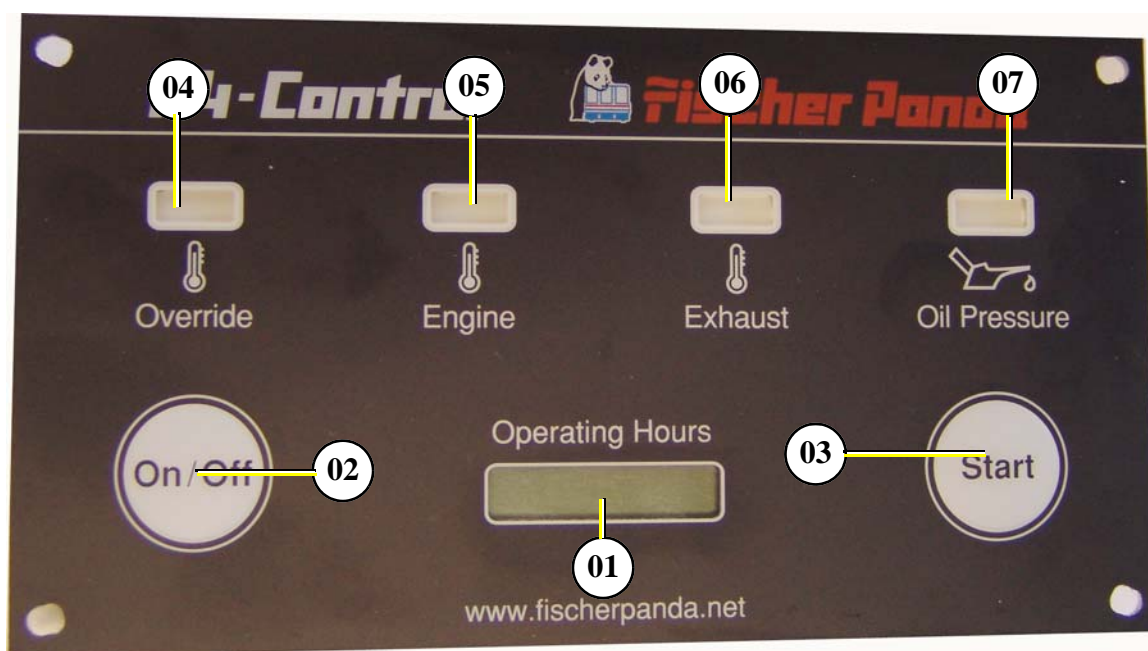 04 05 06 07
Fischer Panda
Override Engine Exhaust Oil Pressure
On/Off 02 Operating Hours 03 Start
01
www.fischerpanda.net